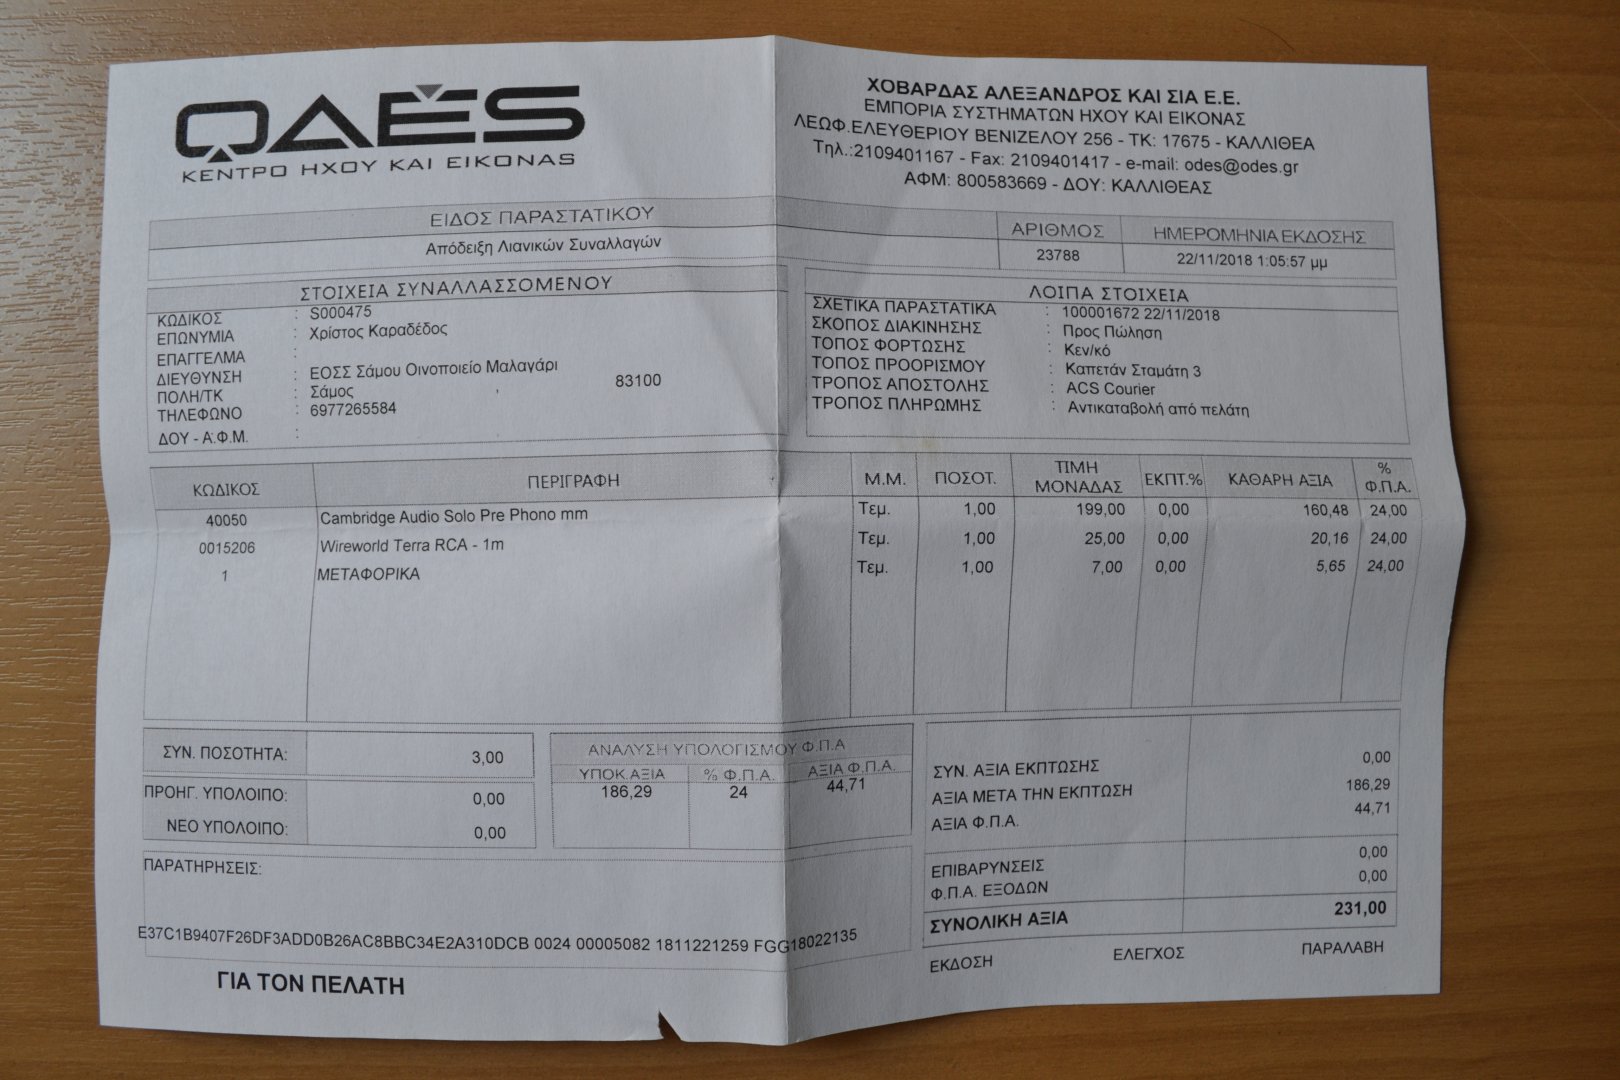 ΩΔΕS
ΚΕΝΤΡΟ ΗΧΟΥ ΚΑΙ ΕΙΚΟΝΑS
ΧΟΒΑΡΔΑΣ ΑΛΕΞΑΝΔΡΟΣ ΚΑΙ ΣΙΑ Ε.Ε.
ΕΜΠΟΡΙΑ ΣΥΣΤΗΜΑΤΩΝ ΗΧΟΥ ΚΑΙ ΕΙΚΟΝΑΣ
ΛΕΩΦ.ΕΛΕΥΘΕΡΙΟΥ ΒΕΝΙΖΕΛΟΥ 256 - ΤΚ: 17675 - ΚΑΛΛΙΘΕΑ
Τηλ.:2109401167 - Fax: 2109401417 - e-mail: odes@odes.gr
ΑΦΜ: 800583669 - ΔΟΥ: ΚΑΛΛΙΘΕΑΣ
ΕΙΔΟΣ ΠΑΡΑΣΤΑΤΙΚΟΥ ΑΡΙΘΜΟΣ ΗΜΕΡΟΜΗΝΙΑ ΕΚΔΟΣΗΣ
Απόδειξη Λιανικών Συναλλαγών 23788 22/11/2018 1:05:57 μμ
ΣΤΟΙΧΕΙΑ ΣΥΝΑΛΛΑΣΣΟΜΕΝΟΥ
ΚΩΔΙΚΟΣ : S000475
ΕΠΩΝΥΜΙΑ : Χρίστος Καραδέδος
ΕΠΑΓΓΕΛΜΑ :
ΔΙΕΥΘΥΝΣΗ : ΕΟΣΣ Σάμου Οινοποιείο Μαλαγάρι
ΠΟΛΗ/ΤΚ : Σάμος 83100
ΤΗΛΕΦΩΝΟ : 6977265584
ΔΟΥ - Α.Φ.Μ. :
ΛΟΙΠΑ ΣΤΟΙΧΕΙΑ
ΣΧΕΤΙΚΑ ΠΑΡΑΣΤΑΤΙΚΑ : 100001672 22/11/2018
ΣΚΟΠΟΣ ΔΙΑΚΙΝΗΣΗΣ : Προς Πώληση
ΤΟΠΟΣ ΦΟΡΤΩΣΗΣ : Κεν/κό
ΤΟΠΟΣ ΠΡΟΟΡΙΣΜΟΥ : Καπετάν Σταμάτη 3
ΤΡΟΠΟΣ ΑΠΟΣΤΟΛΗΣ : ACS Courier
ΤΡΟΠΟΣ ΠΛΗΡΩΜΗΣ : Αντικαταβολή από πελάτη
ΚΩΔΙΚΟΣ ΠΕΡΙΓΡΑΦΗ Μ.Μ. ΠΟΣΟΤ. ΤΙΜΗ ΜΟΝΑΔΑΣ ΕΚΠΤ.% ΚΑΘΑΡΗ ΑΞΙΑ % Φ.Π.Α.
40050 Cambridge Audio Solo Pre Phono mm Τεμ. 1,00 199,00 0,00 160,48 24,00
0015206 Wireworld Terra RCA - 1m Τεμ. 1,00 25,00 0,00 20,16 24,00
1 ΜΕΤΑΦΟΡΙΚΑ Τεμ. 1,00 7,00 0,00 5,65 24,00
ΣΥΝ. ΠΟΣΟΤΗΤΑ: 3,00
ΠΡΟΗΓ. ΥΠΟΛΟΙΠΟ: 0,00
ΝΕΟ ΥΠΟΛΟΙΠΟ: 0,00
ΑΝΑΛΥΣΗ ΥΠΟΛΟΓΙΣΜΟΥ Φ.Π.Α
ΥΠΟΚ.ΑΞΙΑ % Φ.Π.Α. ΑΞΙΑ Φ.Π.Α.
186,29 24 44,71
ΣΥΝ. ΑΞΙΑ ΕΚΠΤΩΣΗΣ 0,00
ΑΞΙΑ ΜΕΤΑ ΤΗΝ ΕΚΠΤΩΣΗ 186,29
ΑΞΙΑ Φ.Π.Α. 44,71
ΕΠΙΒΑΡΥΝΣΕΙΣ 0,00
Φ.Π.Α. ΕΞΟΔΩΝ 0,00
ΣΥΝΟΛΙΚΗ ΑΞΙΑ 231,00
ΠΑΡΑΤΗΡΗΣΕΙΣ:
E37C1B9407F26DF3ADD0B26AC8BBC34E2A310DCB 0024 00005082 1811221259 FGG18022135
ΕΚΔΟΣΗ ΕΛΕΓΧΟΣ ΠΑΡΑΛΑΒΗ
ΓΙΑ ΤΟΝ ΠΕΛΑΤΗ